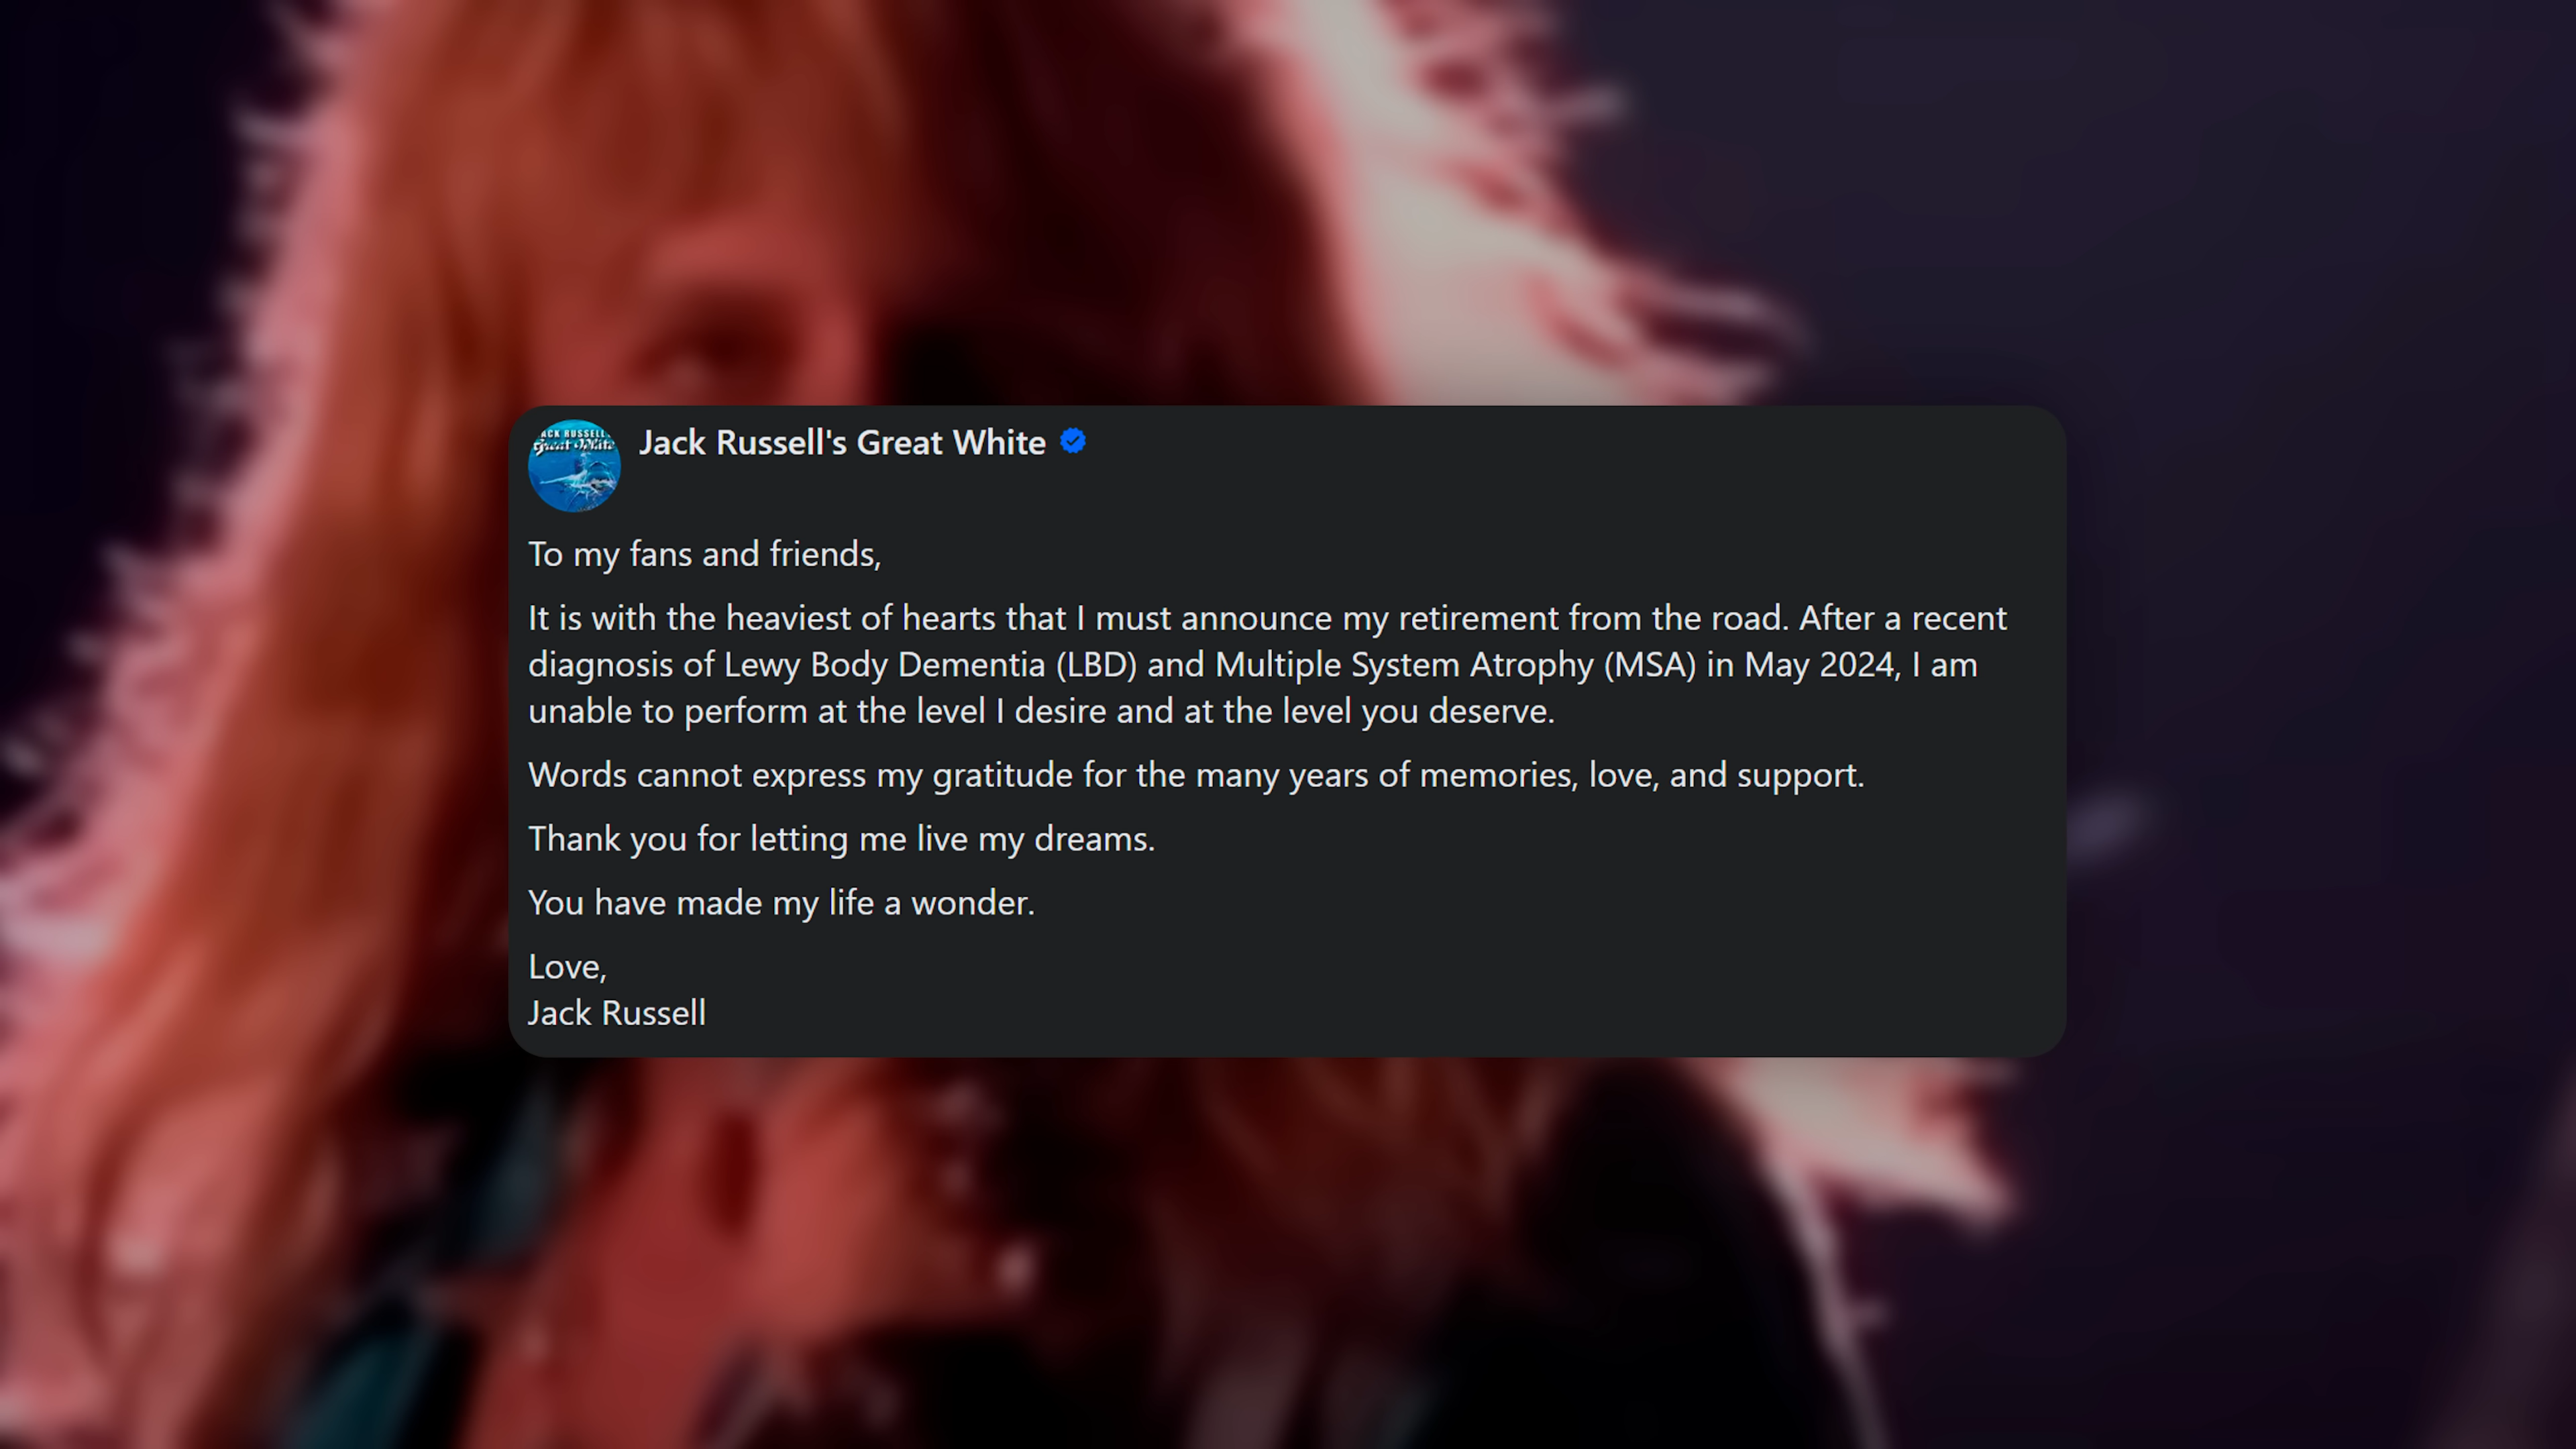 JACK RUSSELL'S
Great White
Jack Russell's Great White
To my fans and friends,
It is with the heaviest of hearts that I must announce my retirement from the road. After a recent
diagnosis of Lewy Body Dementia (LBD) and Multiple System Atrophy (MSA) in May 2024, I am
unable to perform at the level I desire and at the level you deserve.
Words cannot express my gratitude for the many years of memories, love, and support.
Thank you for letting me live my dreams.
You have made my life a wonder.
Love,
Jack Russell